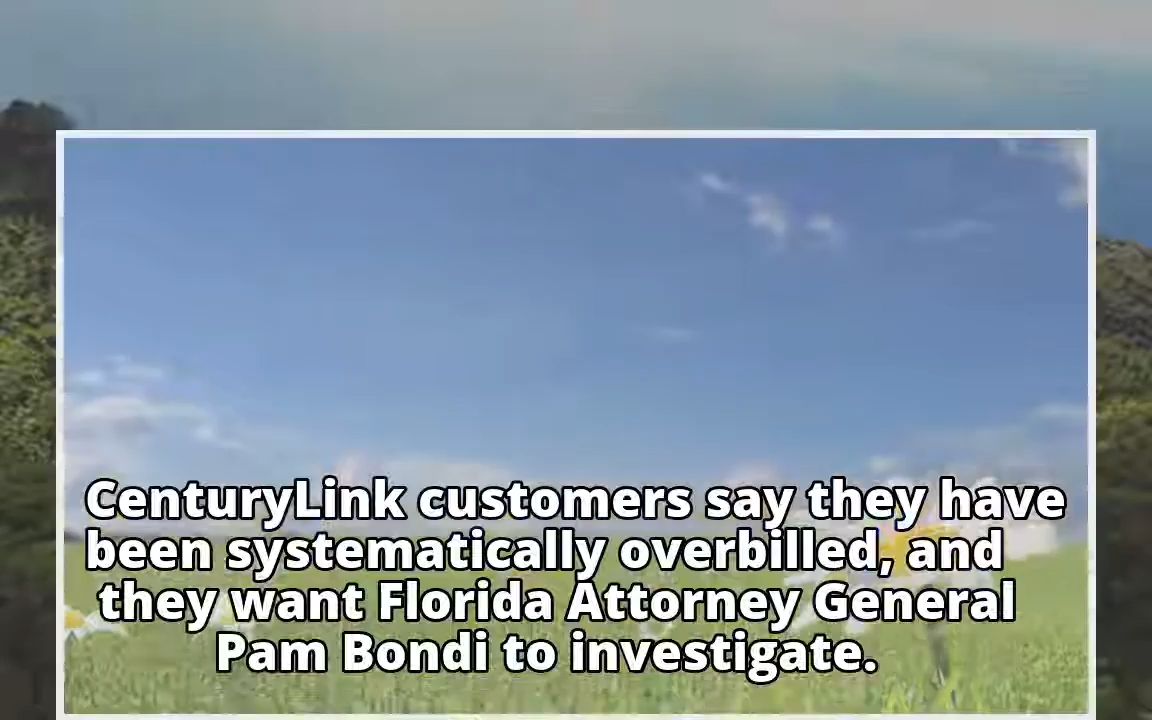 CenturyLink customers say they have
been systematically overbilled, and
they want Florida Attorney General
Pam Bondi to investigate.